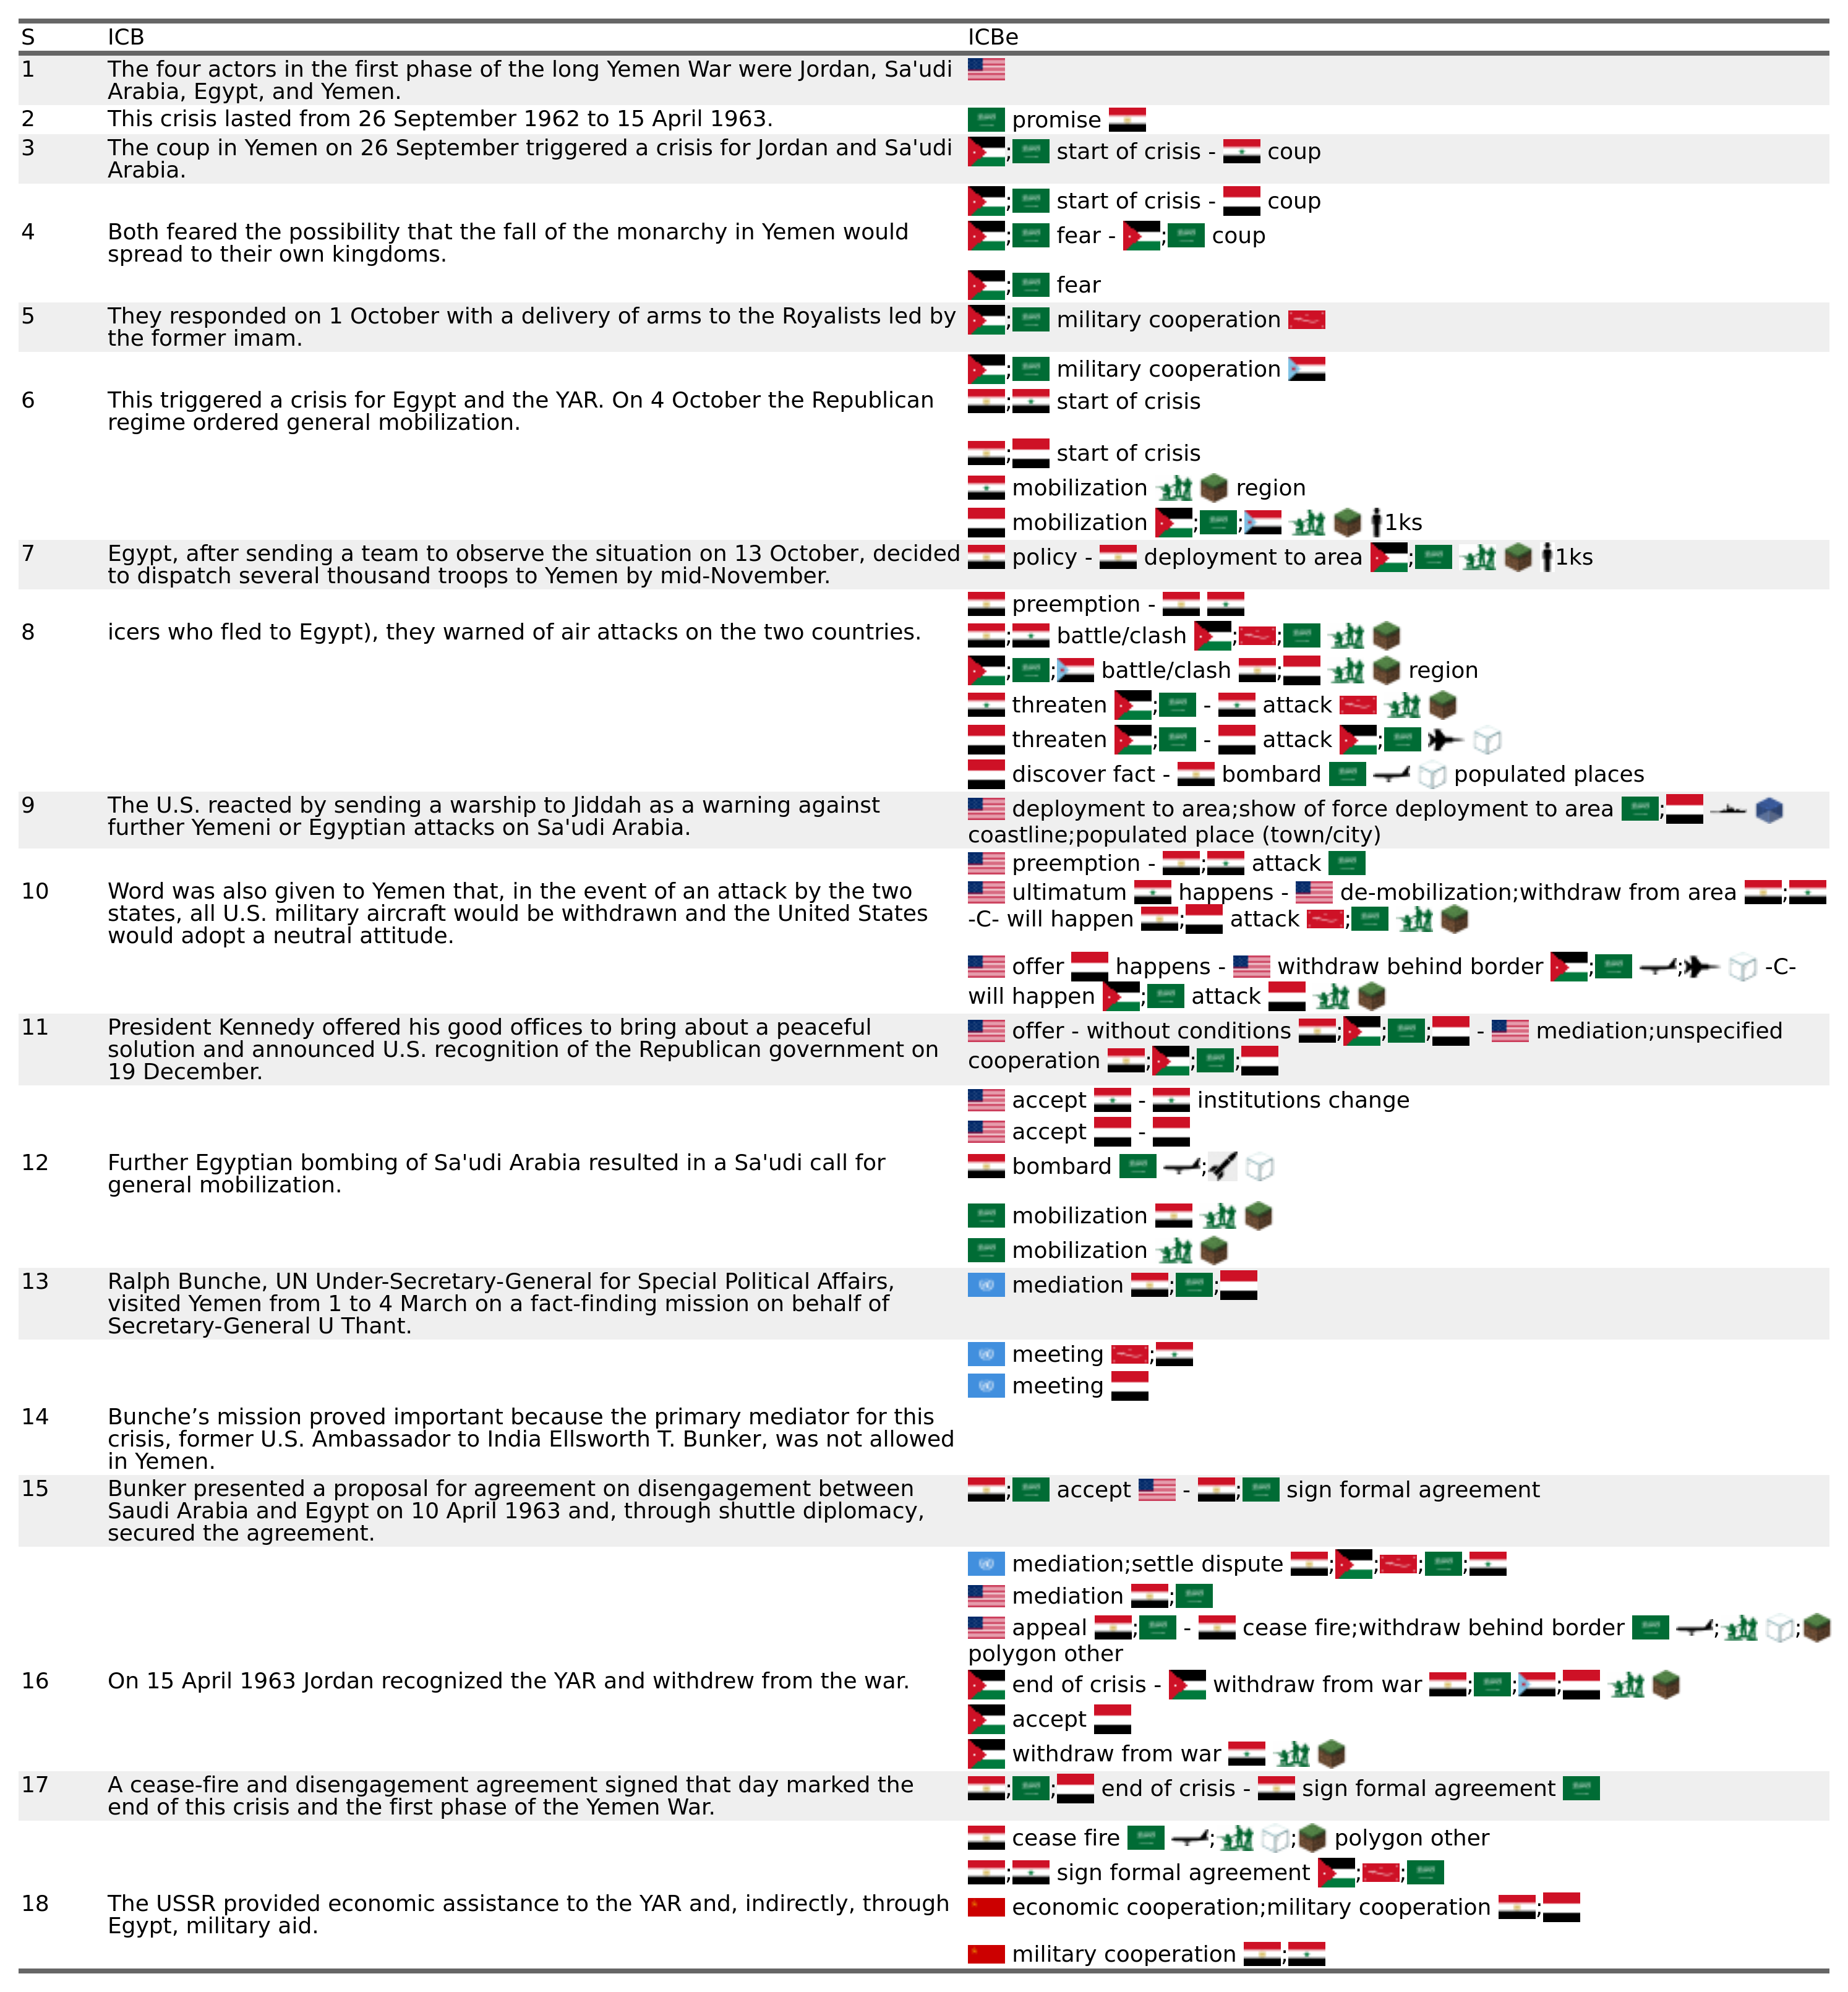 S ICB ICBe
1 The four actors in the first phase of the long Yemen War were Jordan, Sa'udi
Arabia, Egypt, and Yemen.
2 This crisis lasted from 26 September 1962 to 15 April 1963. promise
3 The coup in Yemen on 26 September triggered a crisis for Jordan and Sa'udi ; start of crisis - coup
Arabia.
; start of crisis - coup
4 Both feared the possibility that the fall of the monarchy in Yemen would ; fear - ; coup
spread to their own kingdoms.
; fear
5 They responded on 1 October with a delivery of arms to the Royalists led by ; military cooperation
the former imam.
; military cooperation
6 This triggered a crisis for Egypt and the YAR. On 4 October the Republican ; start of crisis
regime ordered general mobilization.
; start of crisis
mobilization region
mobilization ; ; 1ks
7 Egypt, after sending a team to observe the situation on 13 October, decided policy - deployment to area ; 1ks
to dispatch several thousand troops to Yemen by mid-November.
preemption -
8 icers who fled to Egypt), they warned of air attacks on the two countries. ; battle/clash ; ;
; ; battle/clash ; region
threaten ; - attack
threaten ; - attack ;
discover fact - bombard populated places
9 The U.S. reacted by sending a warship to Jiddah as a warning against deployment to area;show of force deployment to area ;
further Yemeni or Egyptian attacks on Sa'udi Arabia. coastline;populated place (town/city)
preemption - ; attack
10 Word was also given to Yemen that, in the event of an attack by the two ultimatum happens - de-mobilization;withdraw from area ;
states, all U.S. military aircraft would be withdrawn and the United States -C- will happen ; attack ;
would adopt a neutral attitude.
offer happens - withdraw behind border ; ; -C-
will happen ; attack
11 President Kennedy offered his good offices to bring about a peaceful offer - without conditions ; ; ; - mediation;unspecified
solution and announced U.S. recognition of the Republican government on cooperation ; ; ;
19 December.
accept - institutions change
accept -
12 Further Egyptian bombing of Sa'udi Arabia resulted in a Sa'udi call for bombard ;
general mobilization.
mobilization
mobilization
13 Ralph Bunche, UN Under-Secretary-General for Special Political Affairs, mediation ; ;
visited Yemen from 1 to 4 March on a fact-finding mission on behalf of
Secretary-General U Thant.
meeting ;
meeting
14 Bunche’s mission proved important because the primary mediator for this
crisis, former U.S. Ambassador to India Ellsworth T. Bunker, was not allowed
in Yemen.
15 Bunker presented a proposal for agreement on disengagement between ; accept - ; sign formal agreement
Saudi Arabia and Egypt on 10 April 1963 and, through shuttle diplomacy,
secured the agreement.
mediation;settle dispute ; ; ; ;
mediation ;
appeal ; - cease fire;withdraw behind border ; ;
polygon other
16 On 15 April 1963 Jordan recognized the YAR and withdrew from the war. end of crisis - withdraw from war ; ; ;
accept
withdraw from war
17 A cease-fire and disengagement agreement signed that day marked the ; ; end of crisis - sign formal agreement
end of this crisis and the first phase of the Yemen War.
cease fire ; ; polygon other
; sign formal agreement ; ;
18 The USSR provided economic assistance to the YAR and, indirectly, through economic cooperation;military cooperation ;
Egypt, military aid.
military cooperation ;